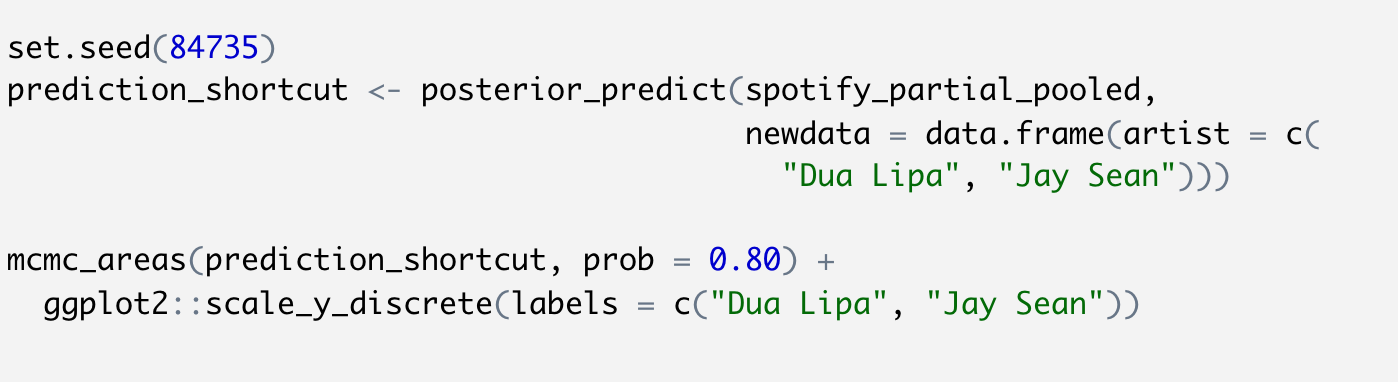 set.seed(84735)
prediction_shortcut <- posterior_predict(spotify_partial_pooled,
                                         newdata = data.frame(artist = c(
                                           "Dua Lipa", "Jay Sean")))

mcmc_areas(prediction_shortcut, prob = 0.80) +
  ggplot2::scale_y_discrete(labels = c("Dua Lipa", "Jay Sean"))